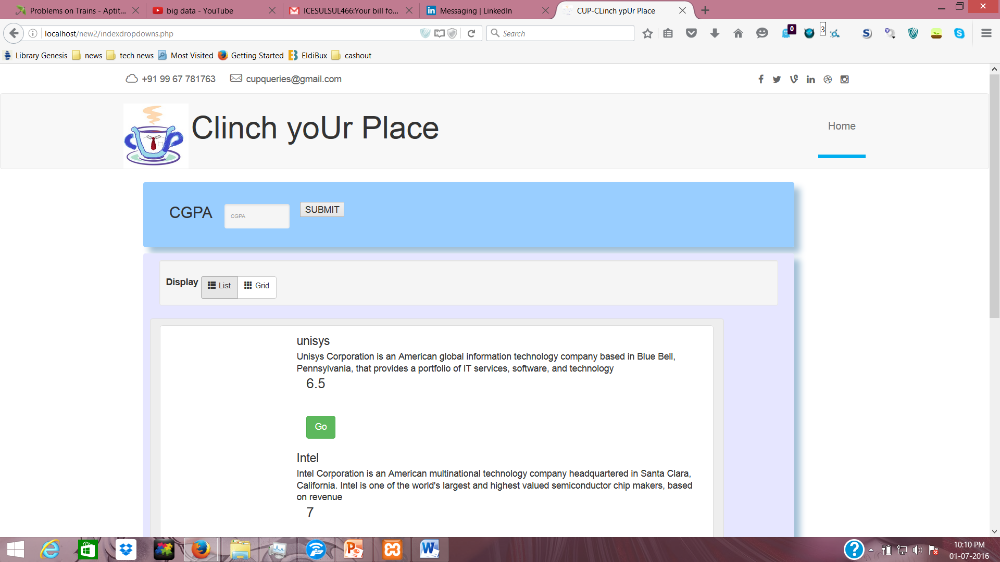 Problems on Trains - Aptit...
big data - YouTube
ICESULSUL466:Your bill fo...
Messaging | LinkedIn
CUP-CLinch ypUr Place
localhost/new2/indexdropdowns.php
Search
0
3
Library Genesis
news
tech news
Most Visited
Getting Started
EldiBux
cashout
+91 99 67 781763
cupqueries@gmail.com
Clinch yoUr Place
Home
CGPA
CGPA
SUBMIT
Display
List
Grid
unisys
Unisys Corporation is an American global information technology company based in Blue Bell,
Pennsylvania, that provides a portfolio of IT services, software, and technology
6.5
Go
Intel
Intel Corporation is an American multinational technology company headquartered in Santa Clara,
California. Intel is one of the world's largest and highest valued semiconductor chip makers, based
on revenue
7
10:10 PM
01-07-2016